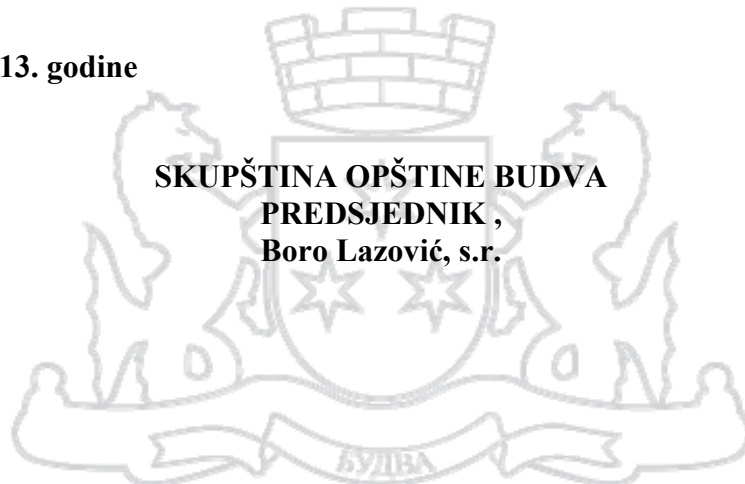 13. godine
SKUPŠTINA OPŠTINE BUDVA
PREDSJEDNIK ,
Boro Lazović, s.r.
БУДВА